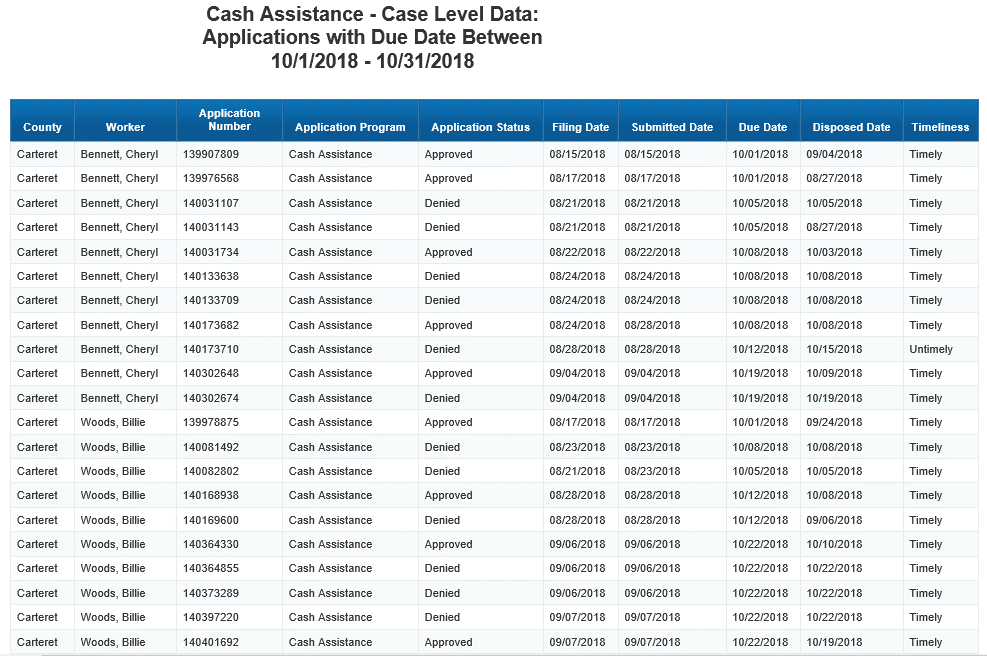 Cash Assistance - Case Level Data:
Applications with Due Date Between
10/1/2018 - 10/31/2018
County Worker Application Number Application Program Application Status Filing Date Submitted Date Due Date Disposed Date Timeliness
Carteret Bennett, Cheryl 139907809 Cash Assistance Approved 08/15/2018 08/15/2018 10/01/2018 09/04/2018 Timely
Carteret Bennett, Cheryl 139976568 Cash Assistance Approved 08/17/2018 08/17/2018 10/01/2018 08/27/2018 Timely
Carteret Bennett, Cheryl 140031107 Cash Assistance Denied 08/21/2018 08/21/2018 10/05/2018 10/05/2018 Timely
Carteret Bennett, Cheryl 140031143 Cash Assistance Denied 08/21/2018 08/21/2018 10/05/2018 08/27/2018 Timely
Carteret Bennett, Cheryl 140031734 Cash Assistance Approved 08/22/2018 08/22/2018 10/08/2018 10/03/2018 Timely
Carteret Bennett, Cheryl 140133638 Cash Assistance Denied 08/24/2018 08/24/2018 10/08/2018 10/08/2018 Timely
Carteret Bennett, Cheryl 140133709 Cash Assistance Denied 08/24/2018 08/24/2018 10/08/2018 10/08/2018 Timely
Carteret Bennett, Cheryl 140173682 Cash Assistance Approved 08/24/2018 08/28/2018 10/08/2018 10/08/2018 Timely
Carteret Bennett, Cheryl 140173710 Cash Assistance Denied 08/28/2018 08/28/2018 10/12/2018 10/15/2018 Untimely
Carteret Bennett, Cheryl 140302648 Cash Assistance Approved 09/04/2018 09/04/2018 10/19/2018 10/09/2018 Timely
Carteret Bennett, Cheryl 140302674 Cash Assistance Denied 09/04/2018 09/04/2018 10/19/2018 10/19/2018 Timely
Carteret Woods, Billie 139978875 Cash Assistance Approved 08/17/2018 08/17/2018 10/01/2018 09/24/2018 Timely
Carteret Woods, Billie 140081492 Cash Assistance Denied 08/23/2018 08/23/2018 10/08/2018 10/08/2018 Timely
Carteret Woods, Billie 140082802 Cash Assistance Denied 08/21/2018 08/23/2018 10/05/2018 10/05/2018 Timely
Carteret Woods, Billie 140168938 Cash Assistance Approved 08/28/2018 08/28/2018 10/12/2018 10/08/2018 Timely
Carteret Woods, Billie 140169600 Cash Assistance Denied 08/28/2018 08/28/2018 10/12/2018 09/06/2018 Timely
Carteret Woods, Billie 140364330 Cash Assistance Approved 09/06/2018 09/06/2018 10/22/2018 10/10/2018 Timely
Carteret Woods, Billie 140364855 Cash Assistance Denied 09/06/2018 09/06/2018 10/22/2018 10/22/2018 Timely
Carteret Woods, Billie 140373289 Cash Assistance Denied 09/06/2018 09/06/2018 10/22/2018 10/22/2018 Timely
Carteret Woods, Billie 140397220 Cash Assistance Denied 09/07/2018 09/07/2018 10/22/2018 10/22/2018 Timely
Carteret Woods, Billie 140401692 Cash Assistance Approved 09/07/2018 09/07/2018 10/22/2018 10/19/2018 Timely